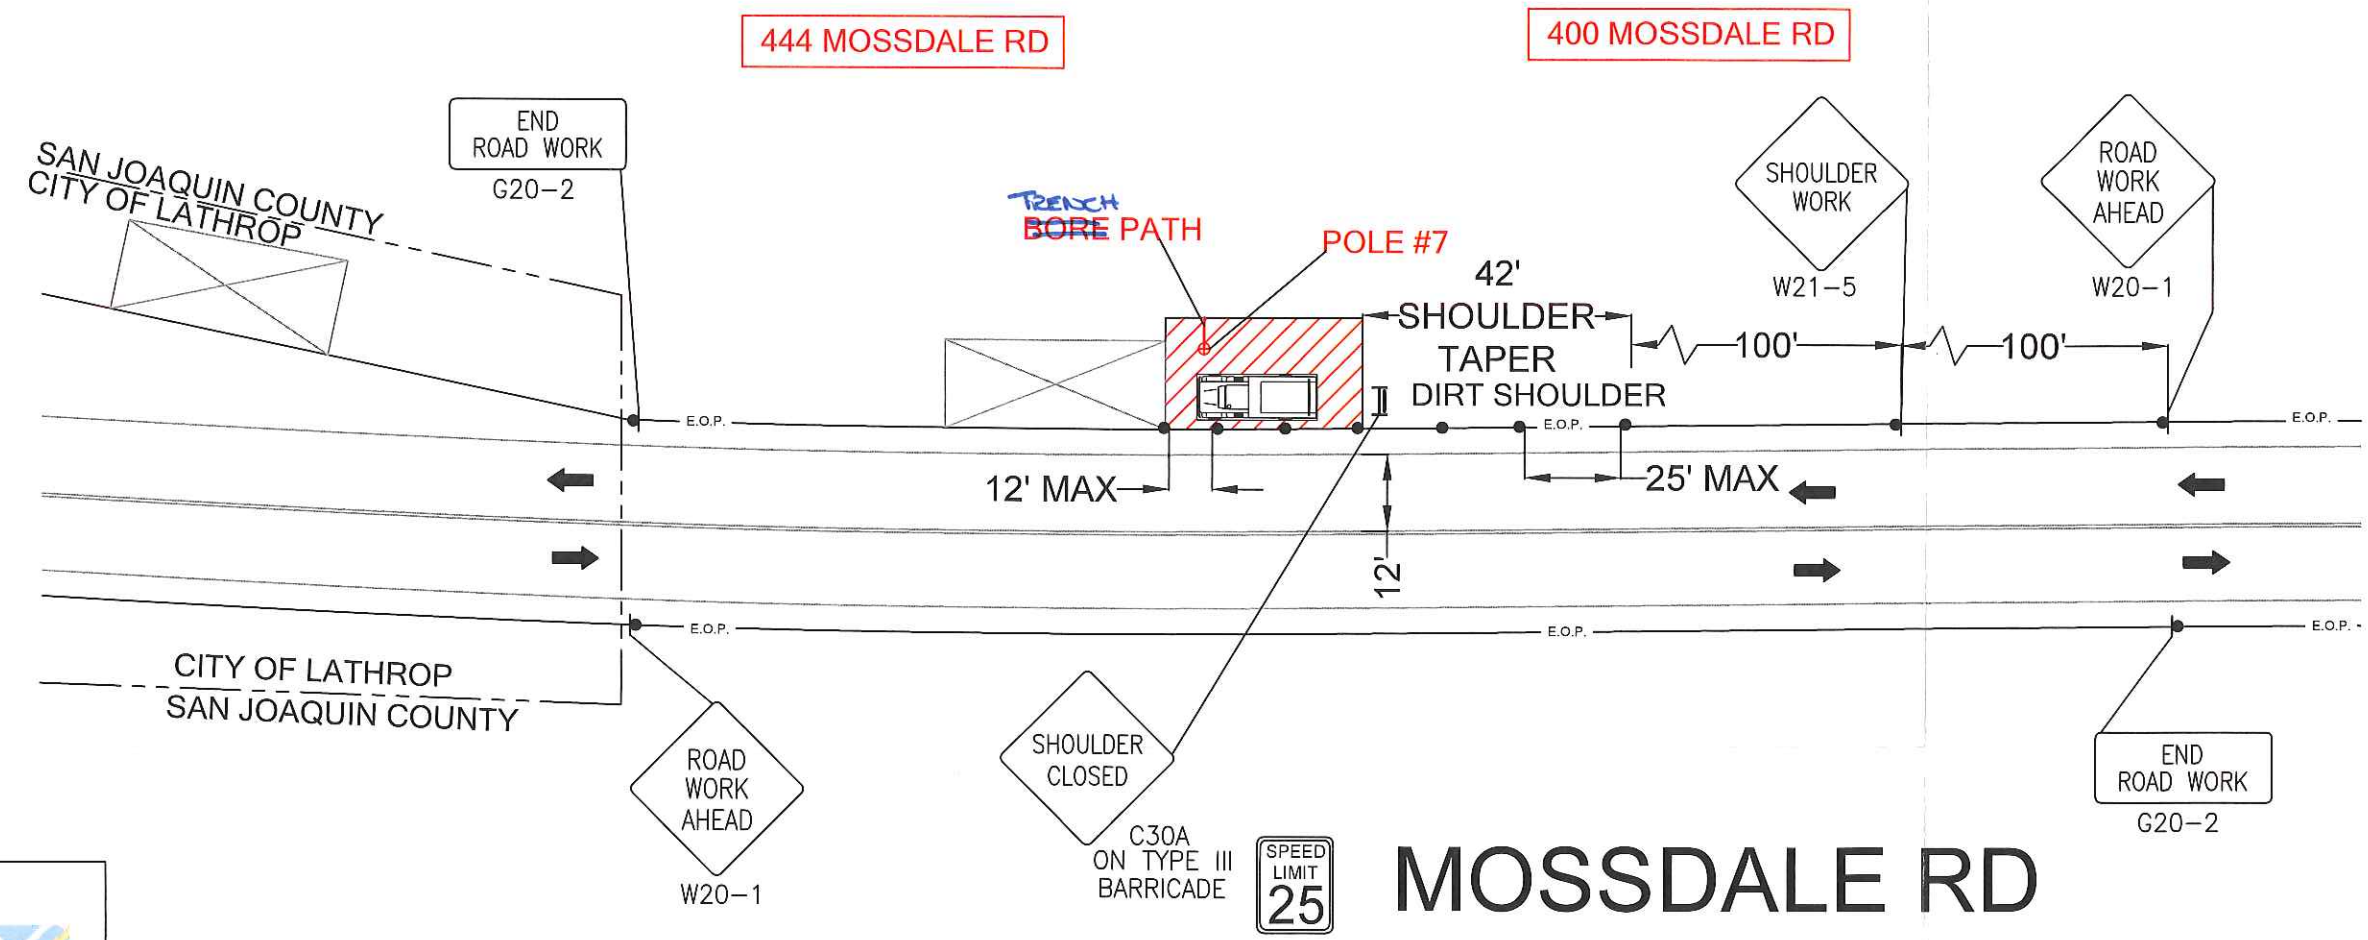 444 MOSSDALE RD
400 MOSSDALE RD
END
ROAD WORK
G20-2
SAN JOAQUIN COUNTY
CITY OF LATHROP
TRENCH
BORE PATH
POLE #7
SHOULDER
WORK
W21-5
ROAD
WORK
AHEAD
W20-1
42'
SHOULDER
TAPER
100'
100'
DIRT SHOULDER
E.O.P.
E.O.P.
E.O.P.
12' MAX
25' MAX
12'
E.O.P.
E.O.P.
E.O.P.
CITY OF LATHROP
SAN JOAQUIN COUNTY
ROAD
WORK
AHEAD
W20-1
SHOULDER
CLOSED
C30A
ON TYPE III
BARRICADE
SPEED
LIMIT
25
MOSSDALE RD
END
ROAD WORK
G20-2